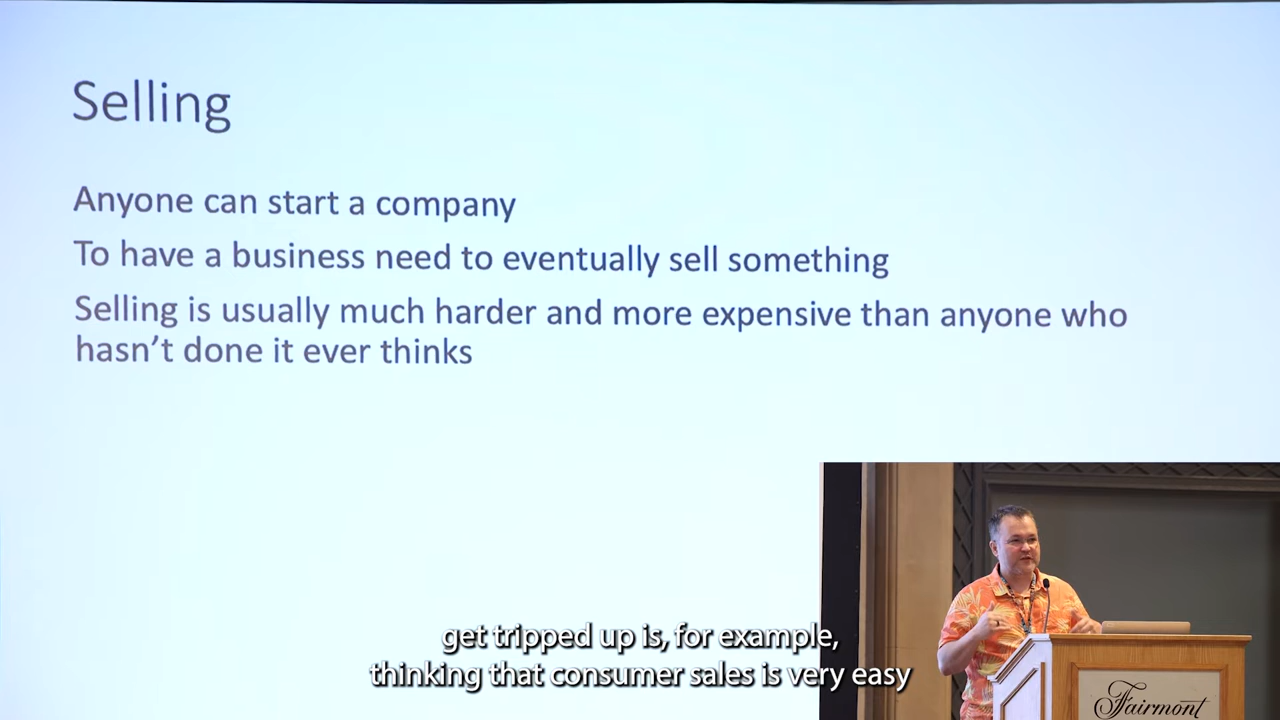 Selling
Anyone can start a company
To have a business need to eventually sell something
Selling is usually much harder and more expensive than anyone who
hasn't done it ever thinks
get tripped up is, for example,
thinking that consumer sales is very easy
Fairmont